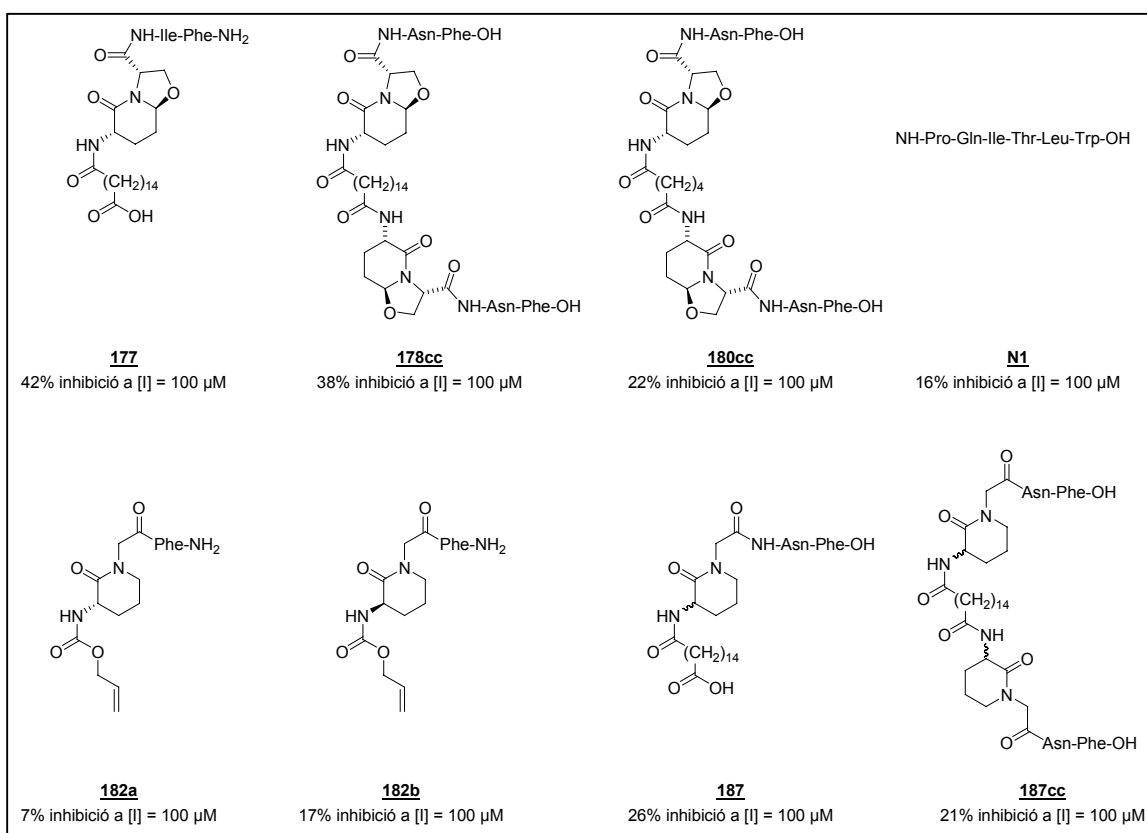 NH-Ile-Phe-NH₂
O
O
N
O
HN
O
(CH₂)₁₄
O
OH
177
42% inhibició a [I] = 100 µM
NH-Asn-Phe-OH
O
O
N
O
HN
O
(CH₂)₁₄
O
NH
O
N
O
O
NH-Asn-Phe-OH
178cc
38% inhibició a [I] = 100 µM
NH-Asn-Phe-OH
O
O
N
O
HN
O
(CH₂)₄
O
NH
O
N
O
O
NH-Asn-Phe-OH
180cc
22% inhibició a [I] = 100 µM
NH-Pro-Gln-Ile-Thr-Leu-Trp-OH
N1
16% inhibició a [I] = 100 µM
O
Phe-NH₂
O
N
HN
O
O
182a
7% inhibició a [I] = 100 µM
O
Phe-NH₂
O
N
HN
O
O
182b
17% inhibició a [I] = 100 µM
O
NH-Asn-Phe-OH
O
N
HN
O
(CH₂)₁₄
O
OH
187
26% inhibició a [I] = 100 µM
O
Asn-Phe-OH
O
N
HN
O
(CH₂)₁₄
O
NH
O
N
O
Asn-Phe-OH
187cc
21% inhibició a [I] = 100 µM